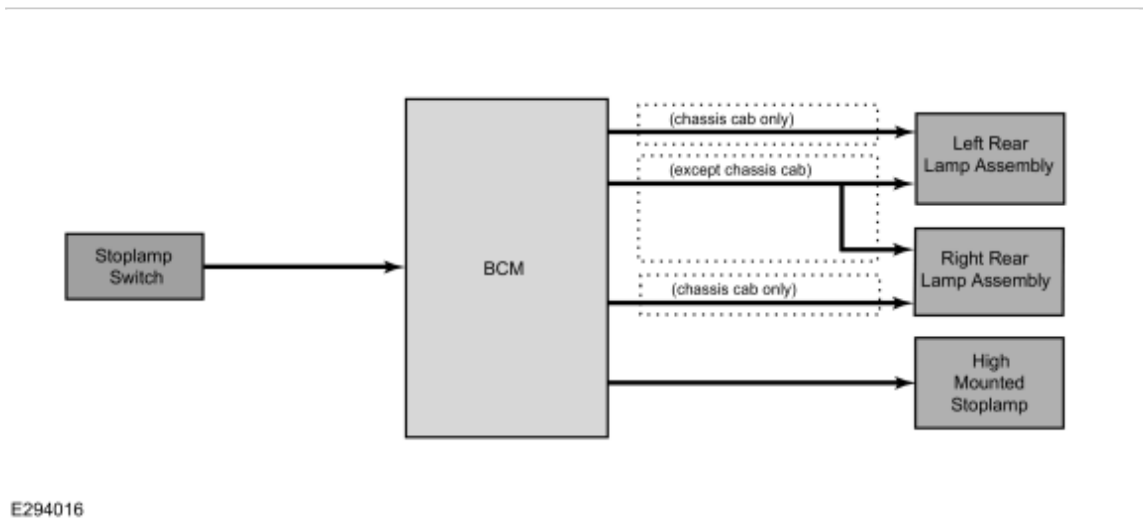 (chassis cab only)
Left Rear
Lamp Assembly
(except chassis cab)
Stoplamp
Switch
BCM
Right Rear
Lamp Assembly
(chassis cab only)
High
Mounted
Stoplamp
E294016